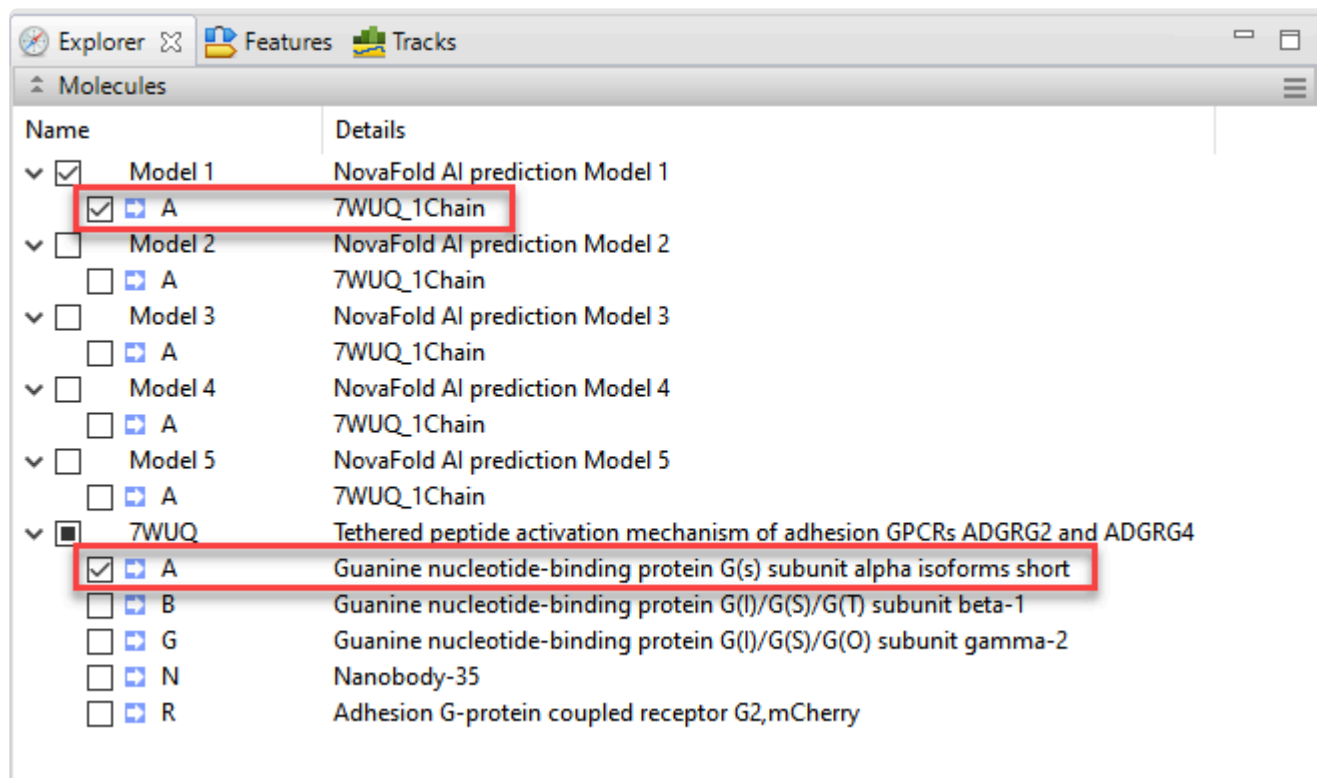 Explorer Features Tracks
Molecules
Name Details
Model 1 NovaFold AI prediction Model 1
A 7WUQ_1Chain
Model 2 NovaFold AI prediction Model 2
A 7WUQ_1Chain
Model 3 NovaFold AI prediction Model 3
A 7WUQ_1Chain
Model 4 NovaFold AI prediction Model 4
A 7WUQ_1Chain
Model 5 NovaFold AI prediction Model 5
A 7WUQ_1Chain
7WUQ Tethered peptide activation mechanism of adhesion GPCRs ADGRG2 and ADGRG4
A Guanine nucleotide-binding protein G(s) subunit alpha isoforms short
B Guanine nucleotide-binding protein G(I)/G(S)/G(T) subunit beta-1
G Guanine nucleotide-binding protein G(I)/G(S)/G(O) subunit gamma-2
N Nanobody-35
R Adhesion G-protein coupled receptor G2,mCherry